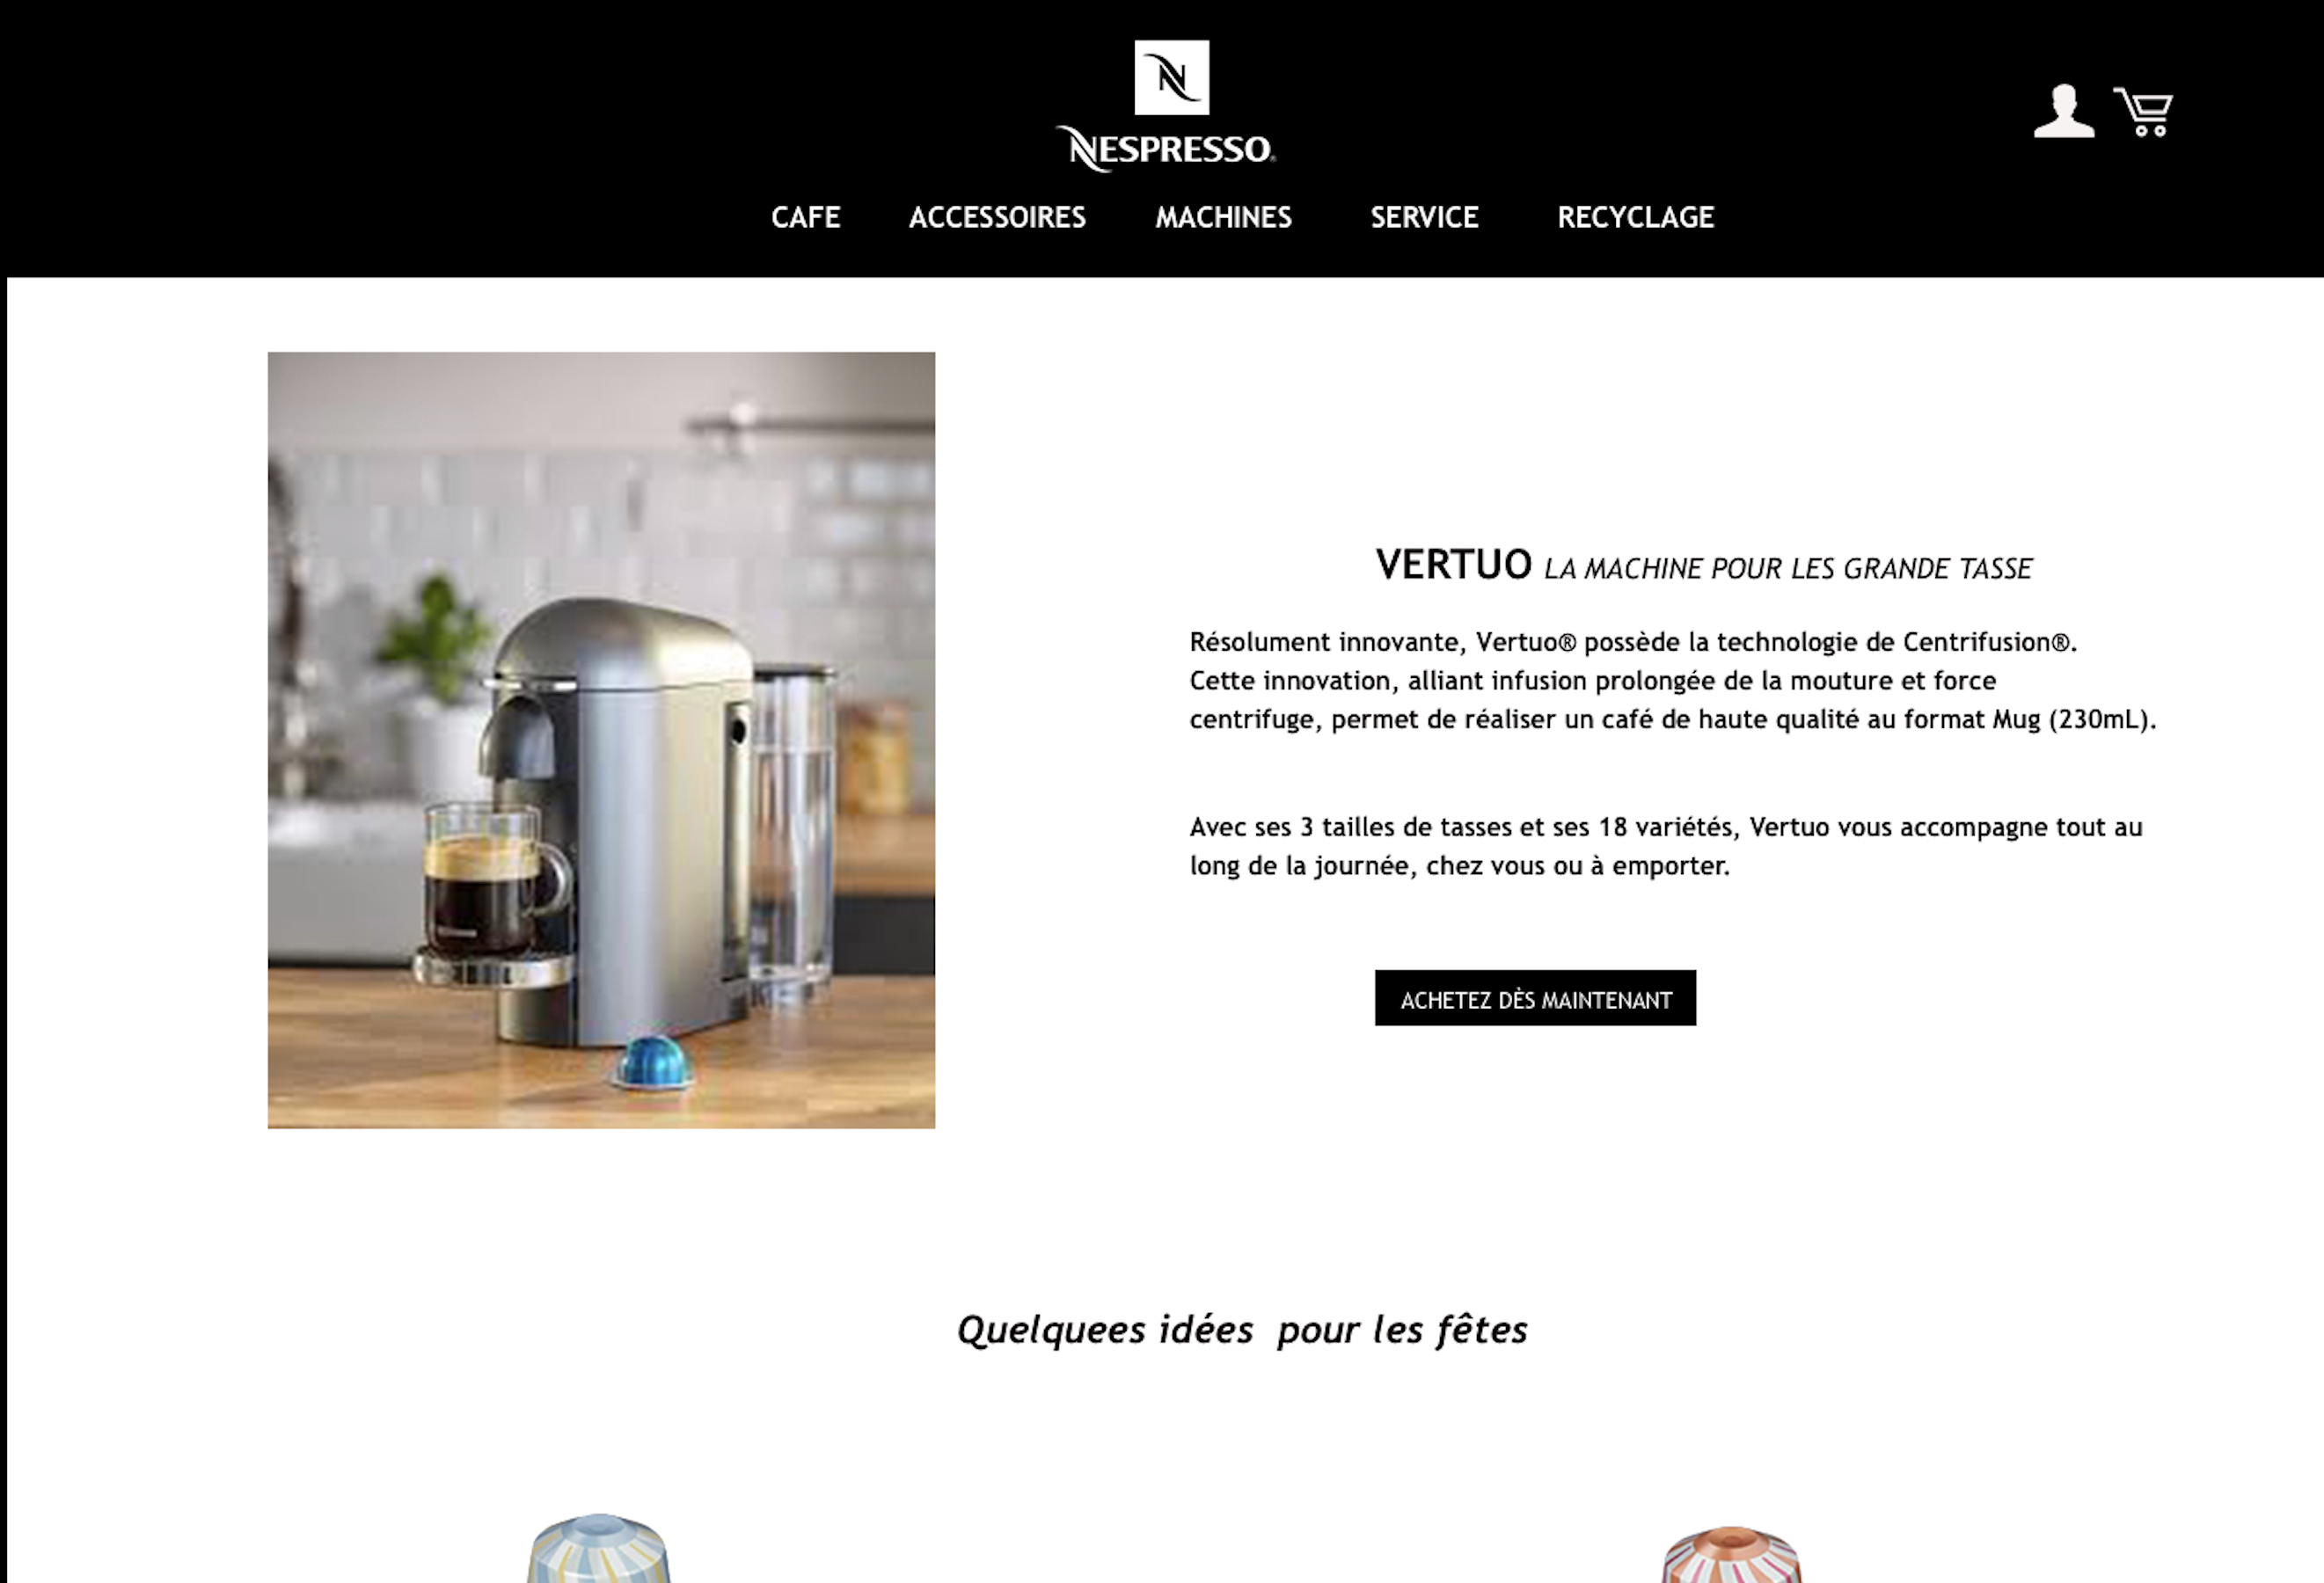 N
NESPRESSO®
CAFE ACCESSOIRES MACHINES SERVICE RECYCLAGE
VERTUO LA MACHINE POUR LES GRANDE TASSE
Résolument innovante, Vertuo® possède la technologie de Centrifusion®.
Cette innovation, alliant infusion prolongée de la mouture et force
centrifuge, permet de réaliser un café de haute qualité au format Mug (230mL).
Avec ses 3 tailles de tasses et ses 18 variétés, Vertuo vous accompagne tout au
long de la journée, chez vous ou à emporter.
ACHETEZ DÈS MAINTENANT
Quelquees idées pour les fêtes